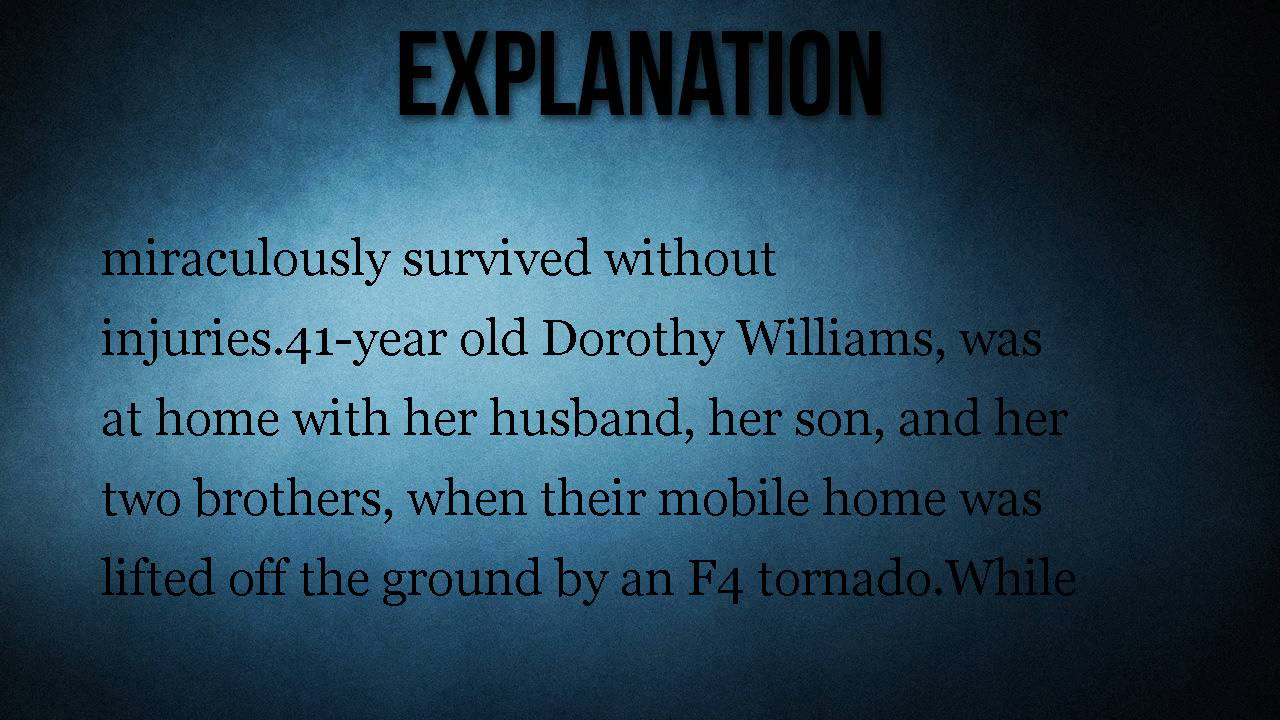 EXPLANATION
miraculously survived without
injuries.41-year old Dorothy Williams, was
at home with her husband, her son, and her
two brothers, when their mobile home was
lifted off the ground by an F4 tornado.While